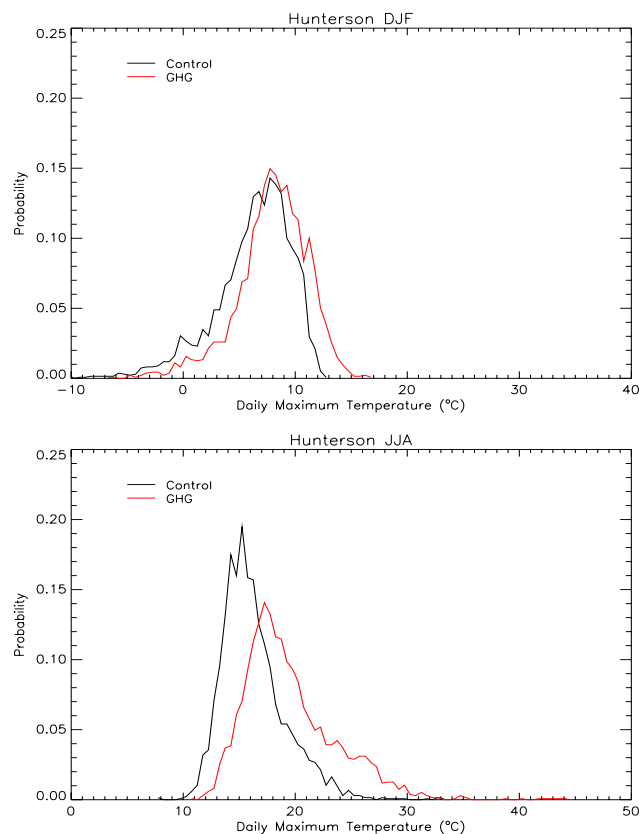 Hunterson DJF
0.25
0.20
0.15
0.10
0.05
0.00
Probability
Control
GHG
-10 0 10 20 30 40
Daily Maximum Temperature (°C)
Hunterson JJA
0.25
0.20
0.15
0.10
0.05
0.00
Probability
Control
GHG
0 10 20 30 40 50
Daily Maximum Temperature (°C)